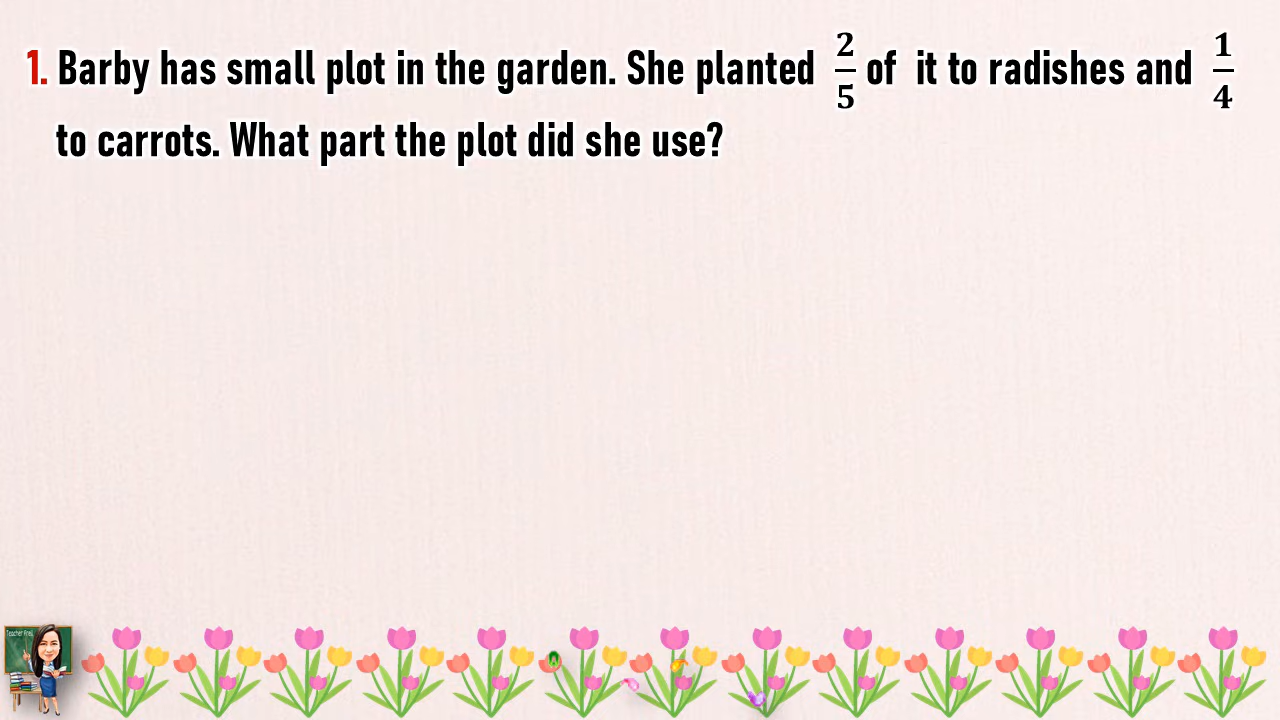 1. Barby has small plot in the garden. She planted 2/5 of it to radishes and 1/4
to carrots. What part the plot did she use?